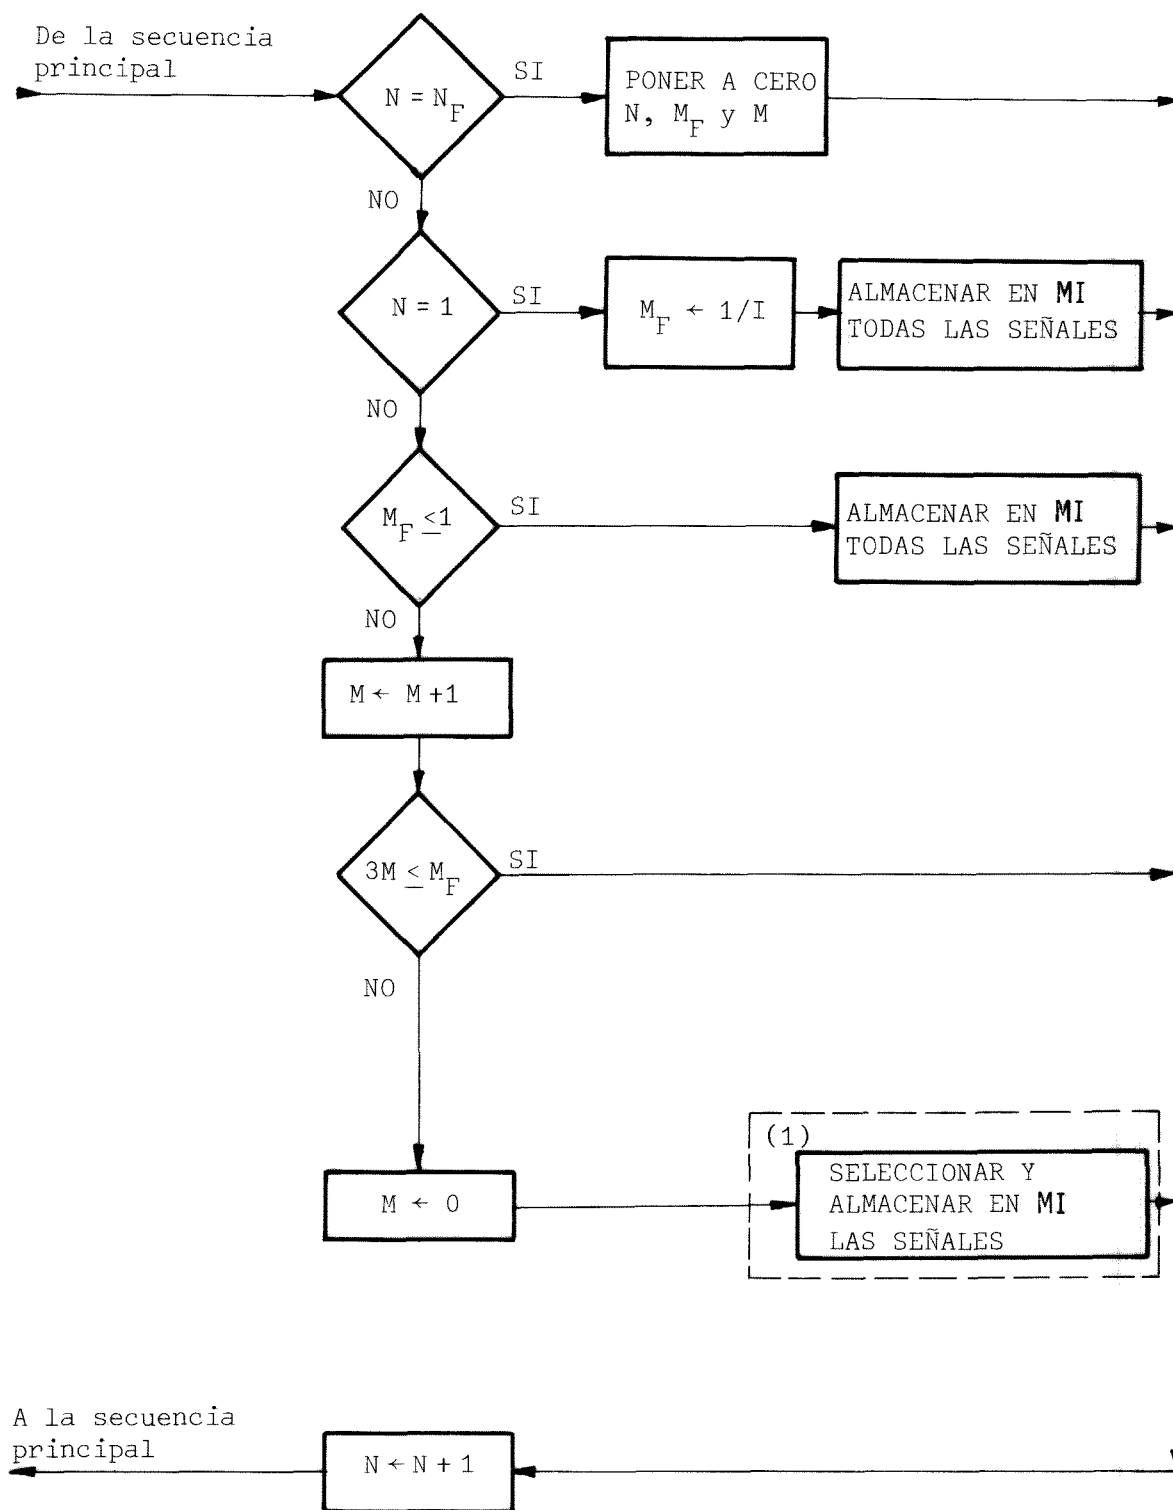 De la secuencia
principal
N = N_F
SI
PONER A CERO
N, M_F y M
NO
N = 1
SI
M_F ← 1/I
ALMACENAR EN MI
TODAS LAS SEÑALES
NO
M_F ≤1
SI
ALMACENAR EN MI
TODAS LAS SEÑALES
NO
M ← M+1
3M ≤ M_F
SI
NO
M ← 0
(1)
SELECCIONAR Y
ALMACENAR EN MI
LAS SEÑALES
A la secuencia
principal
N ← N + 1